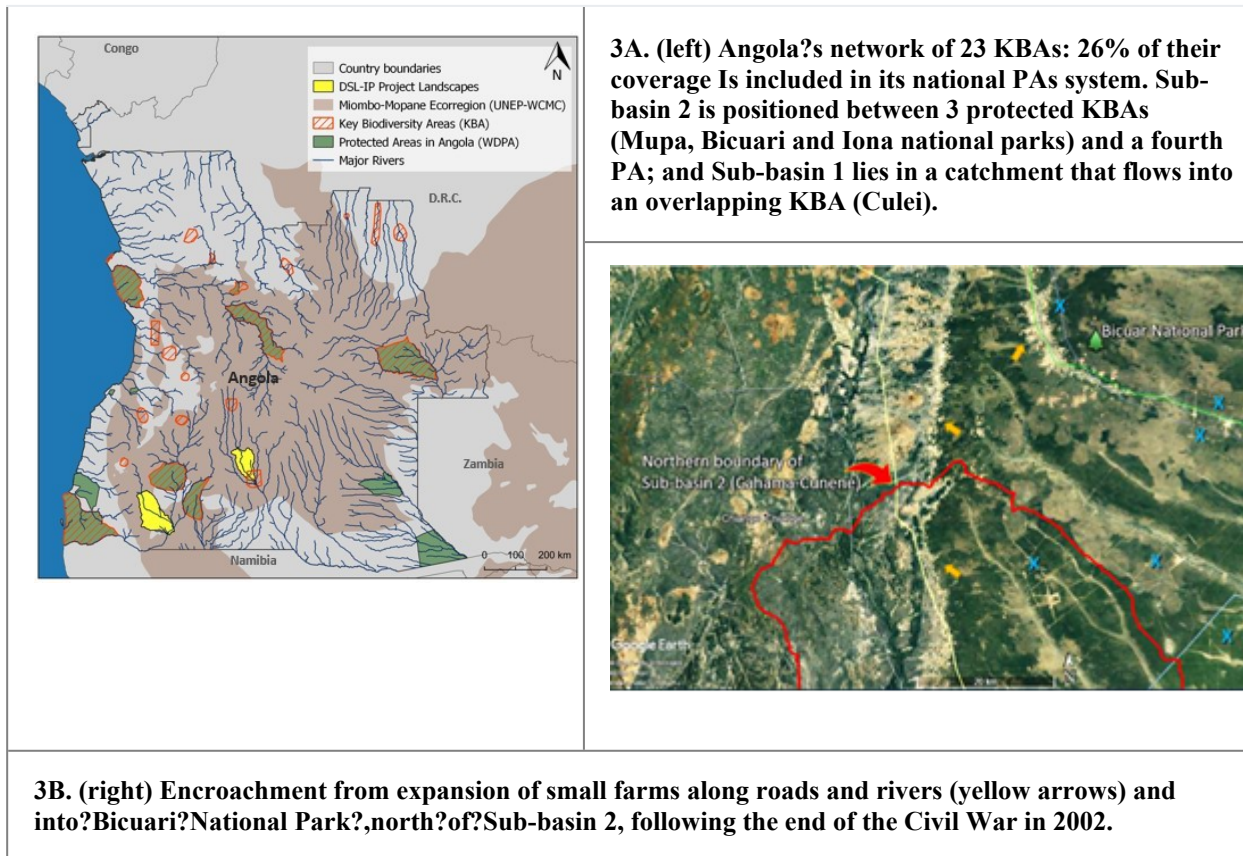 Congo
N
Country boundaries
DSL-IP Project Landscapes
Miombo-Mopane Ecorregion (UNEP-WCMC)
Key Biodiversity Areas (KBA)
Protected Areas in Angola (WDPA)
Major Rivers
D.R.C.
Angola
Zambia
Namibia
0 100 200 km
3A. (left) Angola?s network of 23 KBAs: 26% of their
coverage Is included in its national PAs system. Sub-
basin 2 is positioned between 3 protected KBAs
(Mupa, Bicuari and Iona national parks) and a fourth
PA; and Sub-basin 1 lies in a catchment that flows into
an overlapping KBA (Culei).
X
Bicuar National Park
X
X
Northern boundary of
Sub-basin 2 (Cahama-Cunene)
X
X
X
Google Earth
N
3B. (right) Encroachment from expansion of small farms along roads and rivers (yellow arrows) and
into?Bicuari?National Park?,north?of?Sub-basin 2, following the end of the Civil War in 2002.